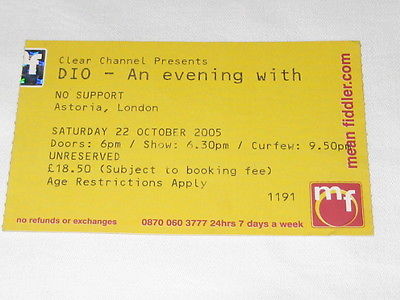 Clear Channel Presents
DIO - An evening with
NO SUPPORT
Astoria, London
SATURDAY 22 OCTOBER 2005
Doors: 6pm / Show: 6.30pm / Curfew: 9.50pm
UNRESERVED
£18.50 (Subject to booking fee)
Age Restrictions Apply
1191
no refunds or exchanges
0870 060 3777 24hrs 7 days a week
mean fiddler.com
mf